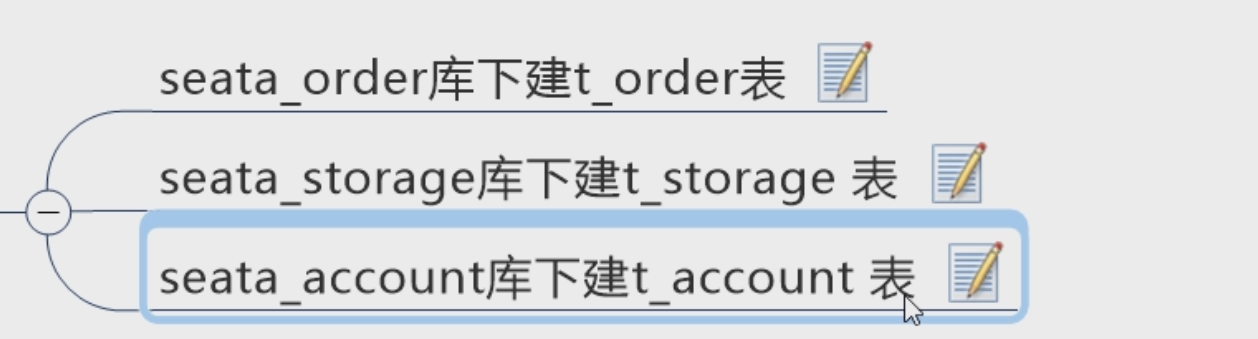 seata_order库下建t_order表
seata_storage库下建t_storage 表
seata_account库下建t_account 表